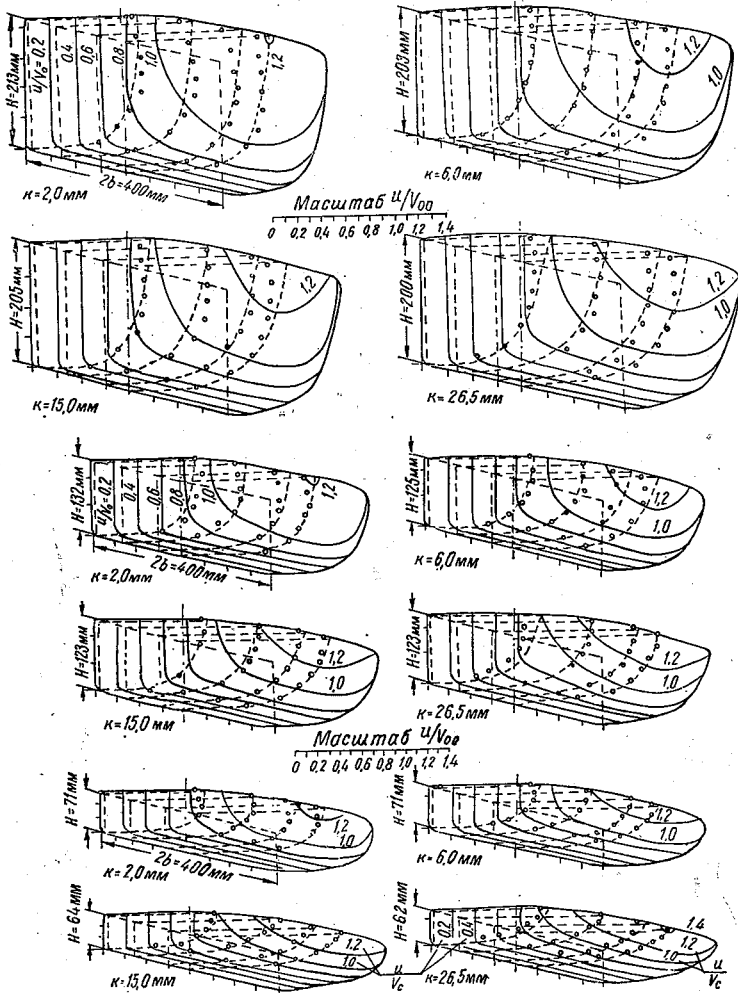 H=213мм
u/V₀=0.2
0.4
0.6
0.8
1.0
1.2
2b=400мм
к=2,0мм
H=203мм
1.2
1.0
к=6,0мм
Масштаб u/V₀₀
0 0,2 0,4 0,6 0,8 1,0 1,2 1,4
H=205мм
1.2
к=15,0мм
H=200мм
1.2
1.0
к=26,5мм
H=132мм
u/V₀=0.2
0.4
0.6
0.8
1.0
1.2
2b=400мм
к=2,0мм
H=125мм
1.2
1.0
к=6,0мм
H=123мм
1.2
1.0
к=15,0мм
H=123мм
1.2
1.0
к=26,5мм
Масштаб u/V₀₀
0 0,2 0,4 0,6 0,8 1,0 1,2 1,4
H=71мм
1.2
1.0
2b=400мм
к=2,0мм
H=71мм
1.2
1.0
к=6,0мм
H=64мм
1.2
1.0
к=15,0мм
H=62мм
0.2
0.4
1.4
1.2
1.0
u/Vc
к=26,5мм
u/Vc